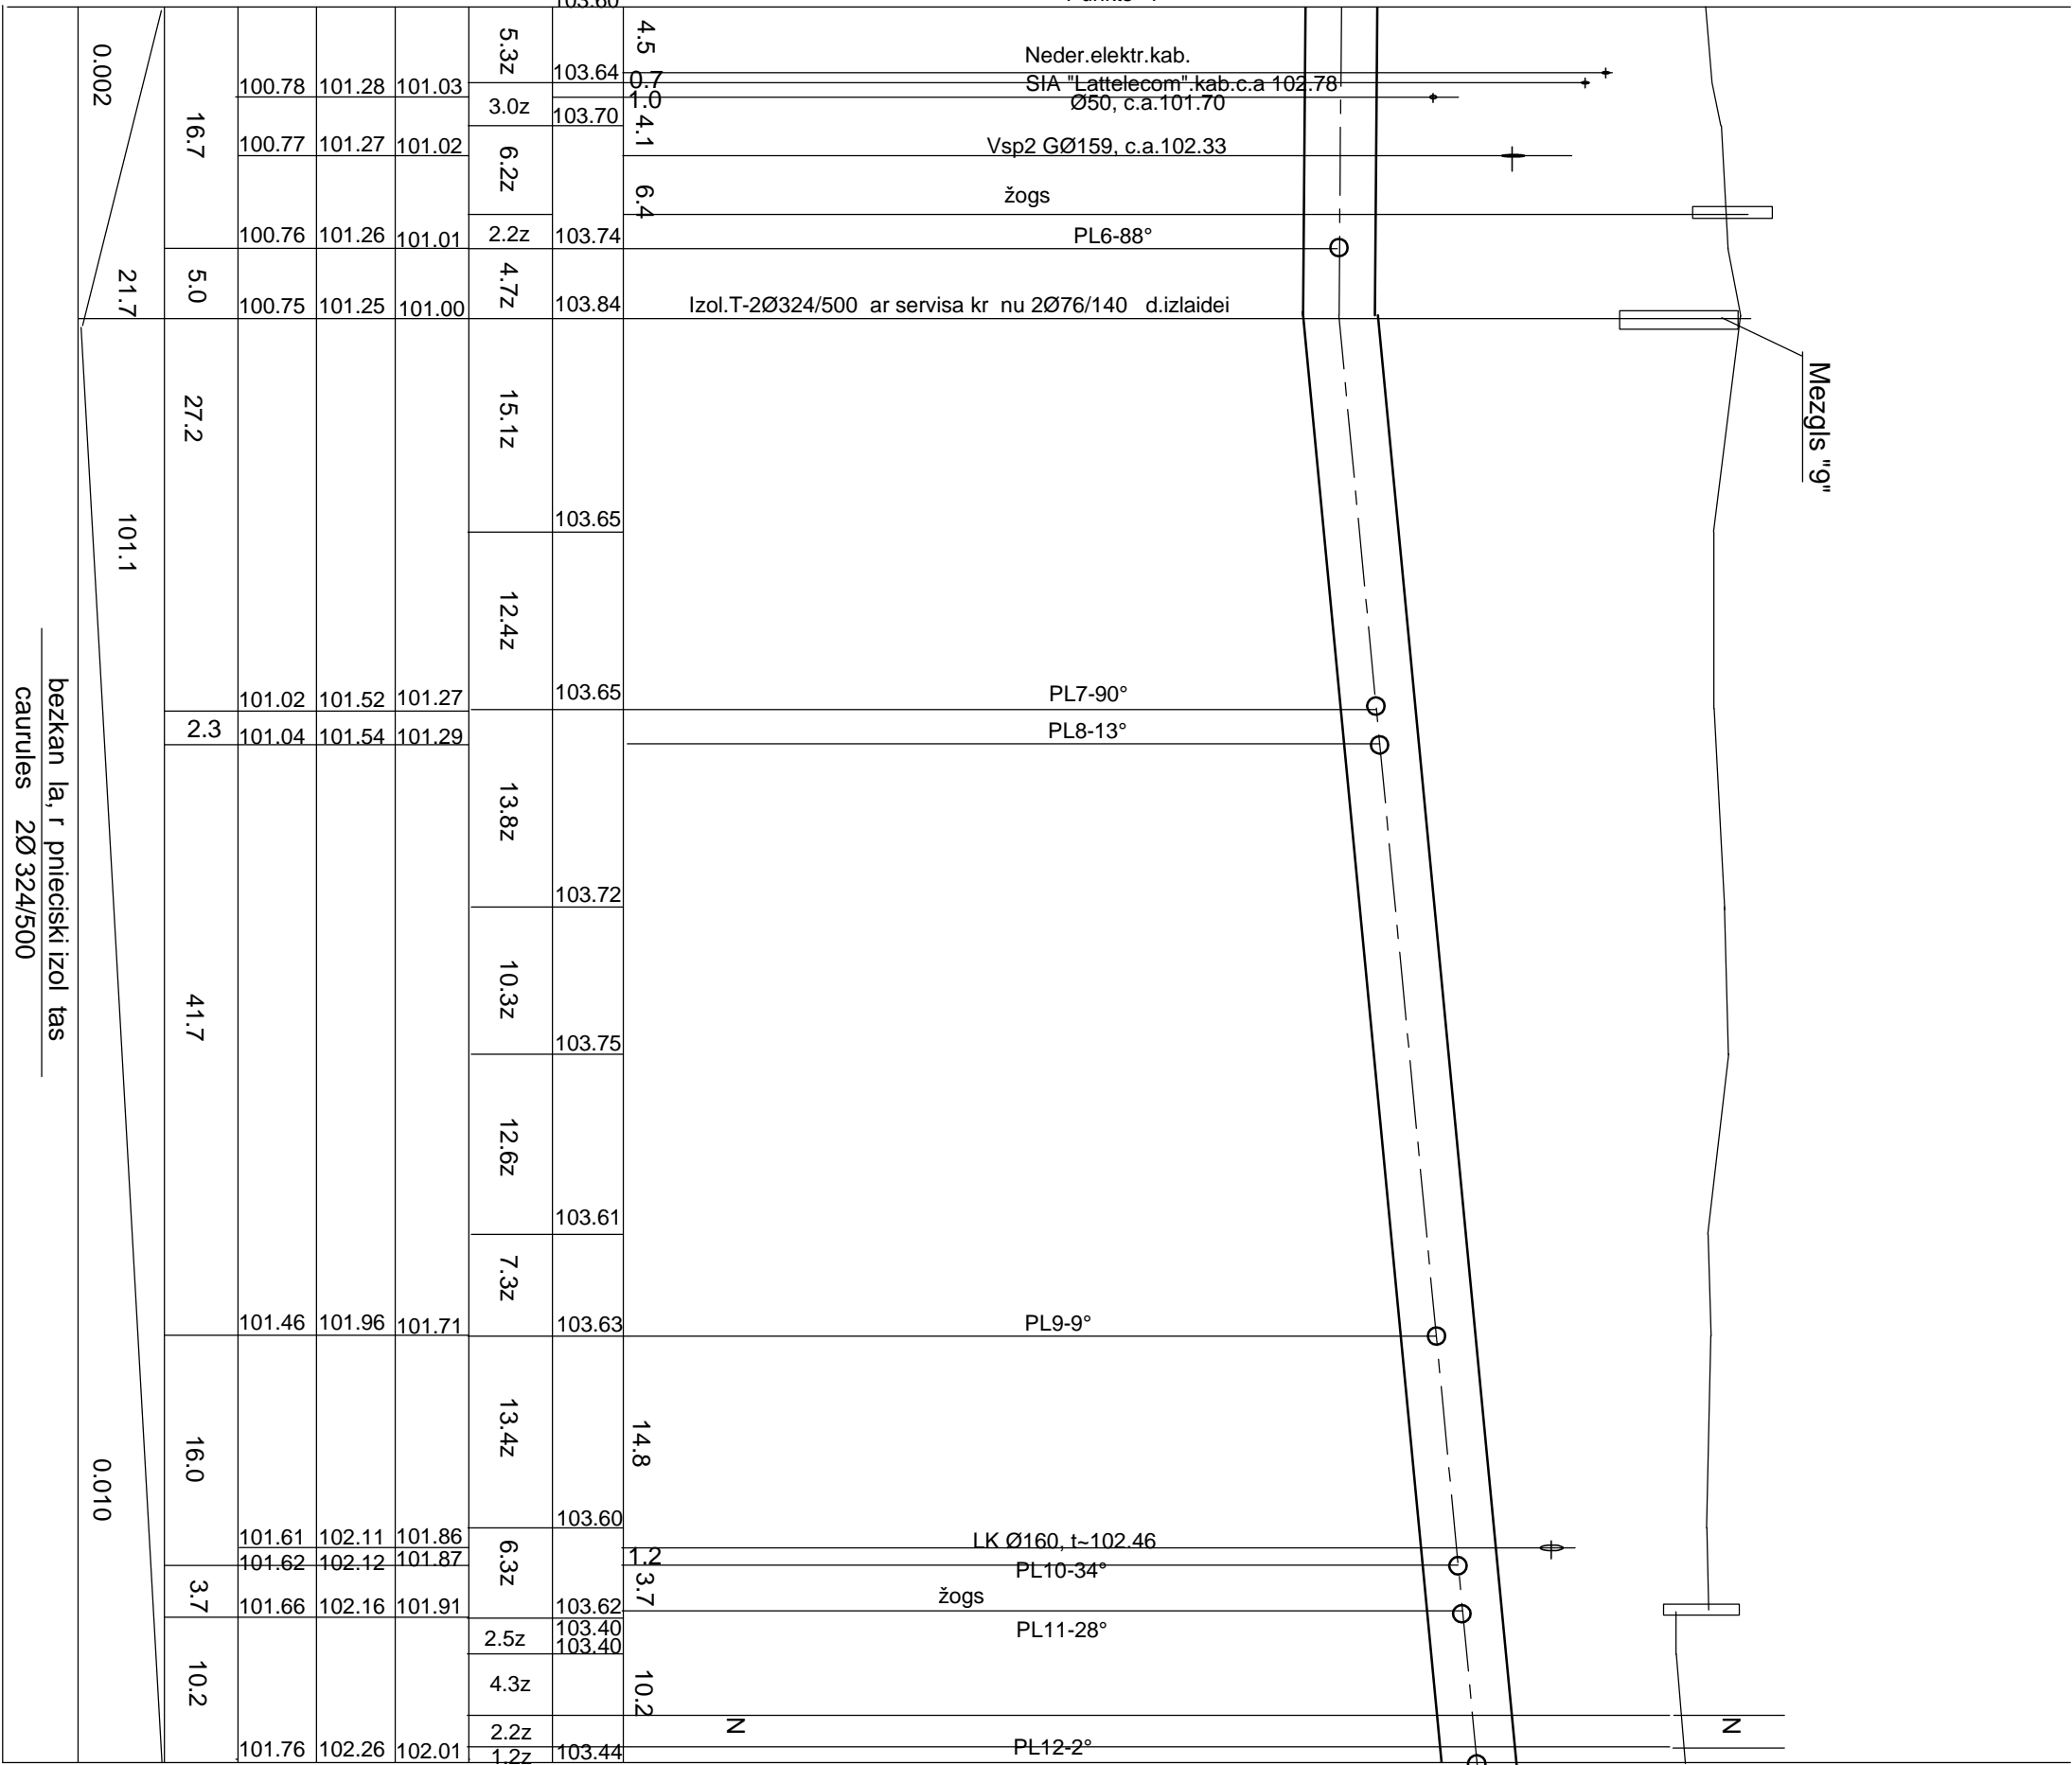 103.60
5.3z
4.5
Neder.elektr.kab.
0.002
103.64
0.7
SIA "Lattelecom".kab.c.a 102.78
100.78 101.28 101.03
1.0
Ø50, c.a.101.70
3.0z
103.70
16.7
4.1
100.77 101.27 101.02
Vsp2 GØ159, c.a.102.33
6.2z
6.4
žogs
100.76 101.26 101.01
2.2z
103.74
PL6-88°
21.7
5.0
4.7z
100.75 101.25 101.00
103.84
Izol.T-2Ø324/500 ar servisa kr nu 2Ø76/140 d.izlaidei
Mezgls "9"
27.2
15.1z
103.65
101.1
12.4z
101.02 101.52 101.27
103.65
PL7-90°
2.3
101.04 101.54 101.29
PL8-13°
13.8z
bezkan la, r pnieciski izol tas
caurules 2Ø 324/500
103.72
10.3z
41.7
103.75
12.6z
103.61
7.3z
101.46 101.96 101.71
103.63
PL9-9°
13.4z
14.8
16.0
0.010
103.60
101.61 102.11 101.86
LK Ø160, t~102.46
6.3z
1.2
101.62 102.12 101.87
PL10-34°
3.7
3.7
žogs
101.66 102.16 101.91
103.62
103.40
PL11-28°
2.5z
103.40
10.2
4.3z
10.2
N
N
2.2z
101.76 102.26 102.01
1.2z
103.44
PL12-2°